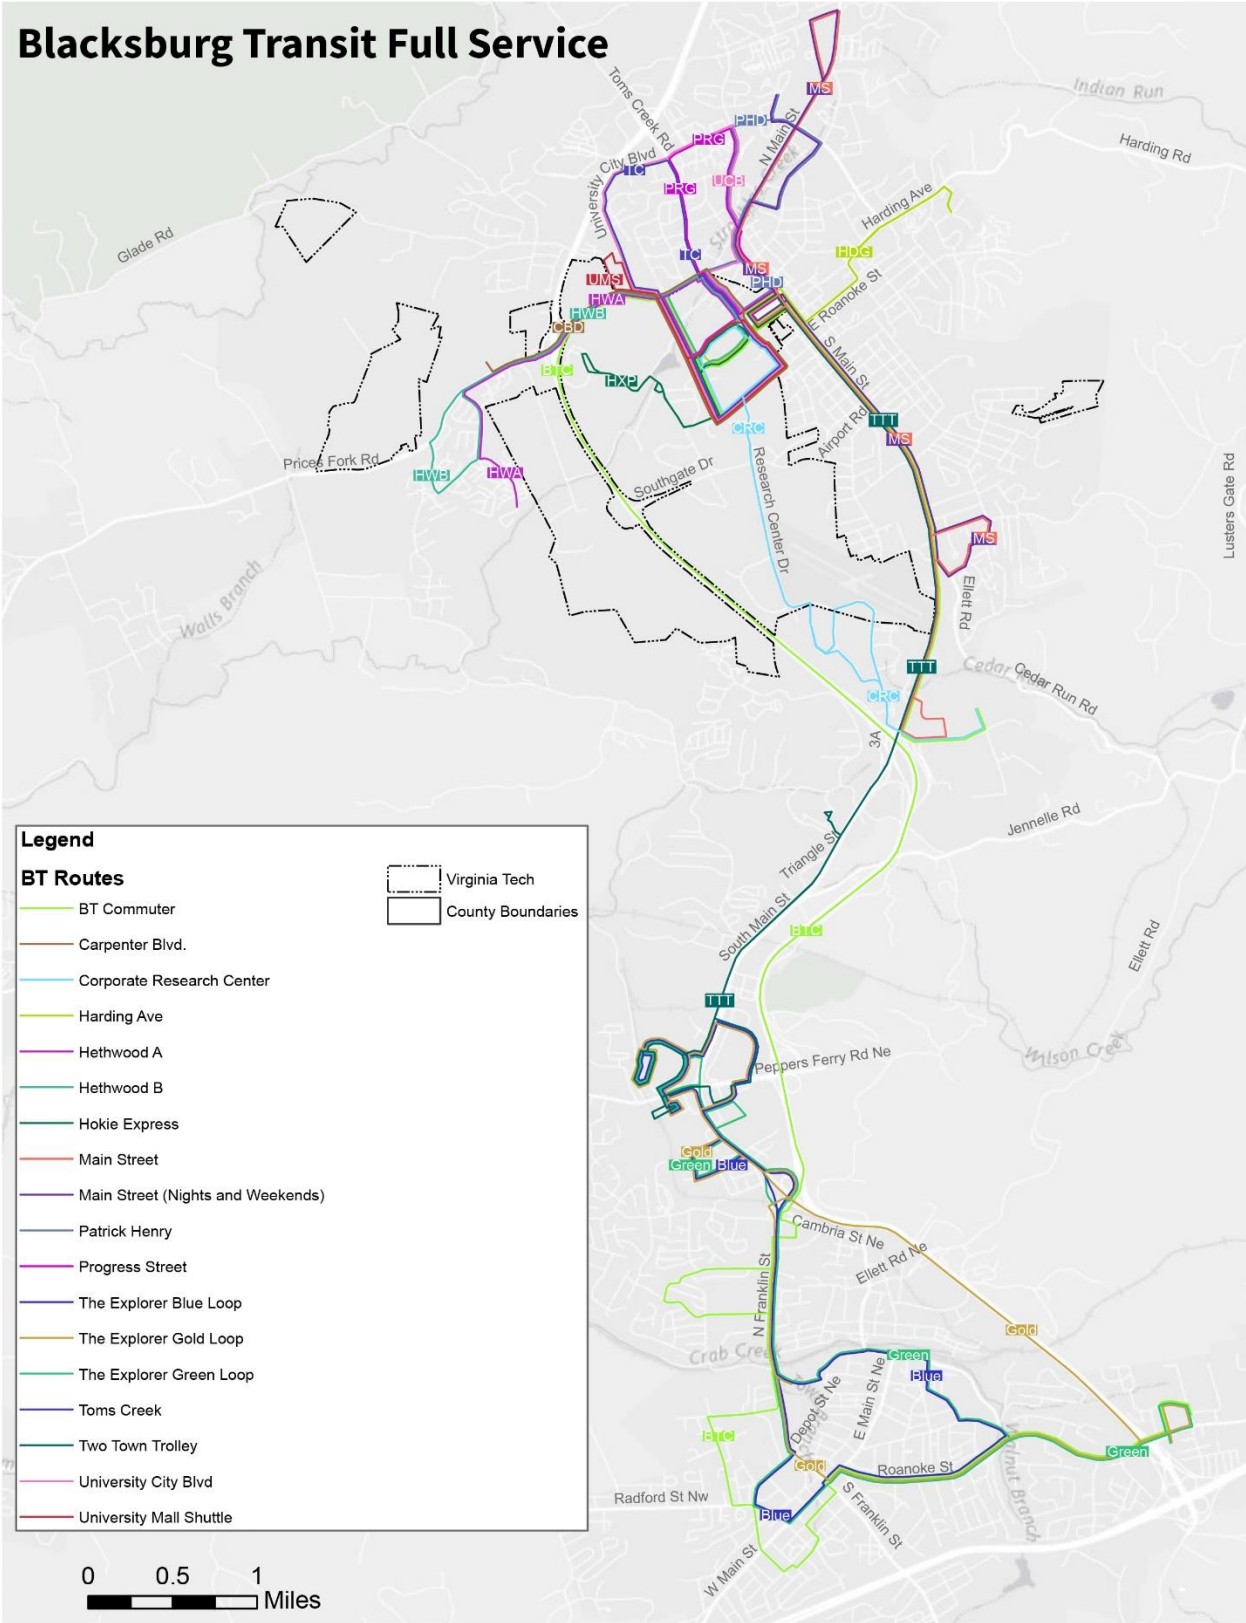 Blacksburg Transit Full Service
MS
Indian Run
Toms Creek Rd
PHD
N Main St
Harding Rd
PRG
University City Blvd
TC
PRG
UCB
Harding Ave
Glade Rd
TC
HDG
MS
PHD
UMS
E Roanoke St
HWA
HWB
CBD
S Main St
BTC
HXP
TTT
CRC
MS
Airport Rd
Prices Fork Rd
HWB
HWA
Southgate Dr
Research Center Dr
Lusters Gate Rd
MS
Walls Branch
Ellett Rd
TTT
Cedar Run Rd
CRC
3A
Jennelle Rd
Triangle St
South Main St
BTC
Ellett Rd
TTT
Wilson Creek
Peppers Ferry Rd Ne
Gold
Green
Blue
Cambria St Ne
Ellett Rd Ne
N Franklin St
Gold
Crab Creek
Green
Blue
Depot St Ne
E Main St Ne
BTC
Walnut Branch
Green
Gold
Roanoke St
Radford St Nw
Blue
S Franklin St
W Main St
Legend
BT Routes
BT Commuter
Carpenter Blvd.
Corporate Research Center
Harding Ave
Hethwood A
Hethwood B
Hokie Express
Main Street
Main Street (Nights and Weekends)
Patrick Henry
Progress Street
The Explorer Blue Loop
The Explorer Gold Loop
The Explorer Green Loop
Toms Creek
Two Town Trolley
University City Blvd
University Mall Shuttle
Virginia Tech
County Boundaries
0 0.5 1
Miles